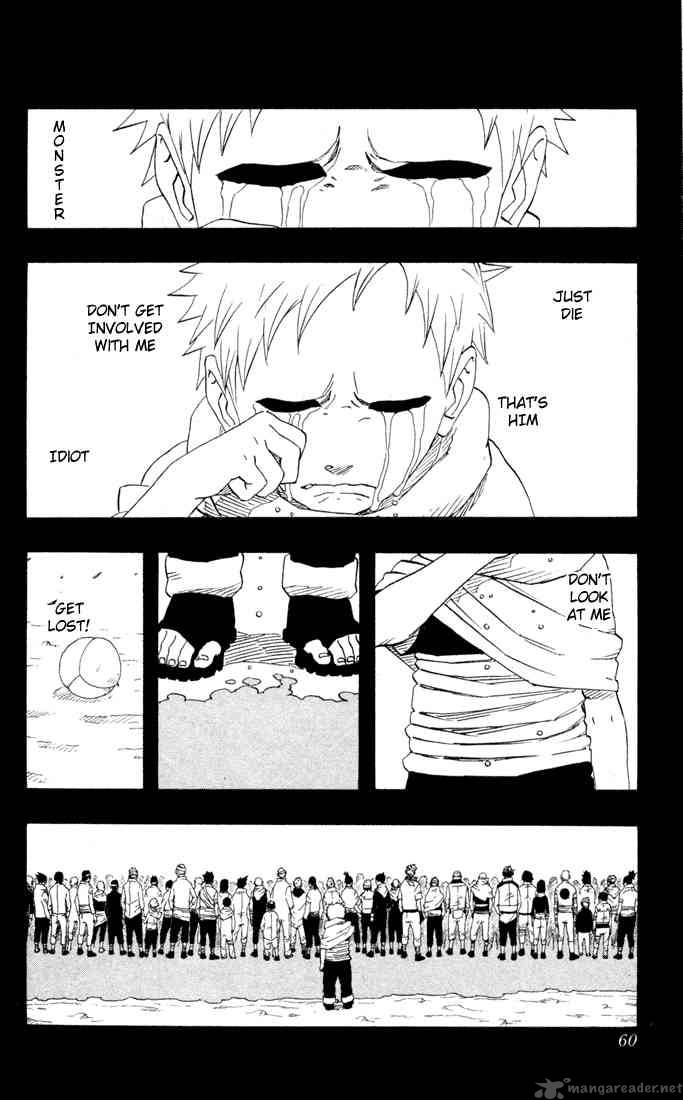 M
O
N
S
T
E
R
JUST
DIE
DON'T GET
INVOLVED
WITH ME
THAT'S
HIM
IDIOT
DON'T
LOOK
AT ME
GET
LOST!
60
mangareader.net